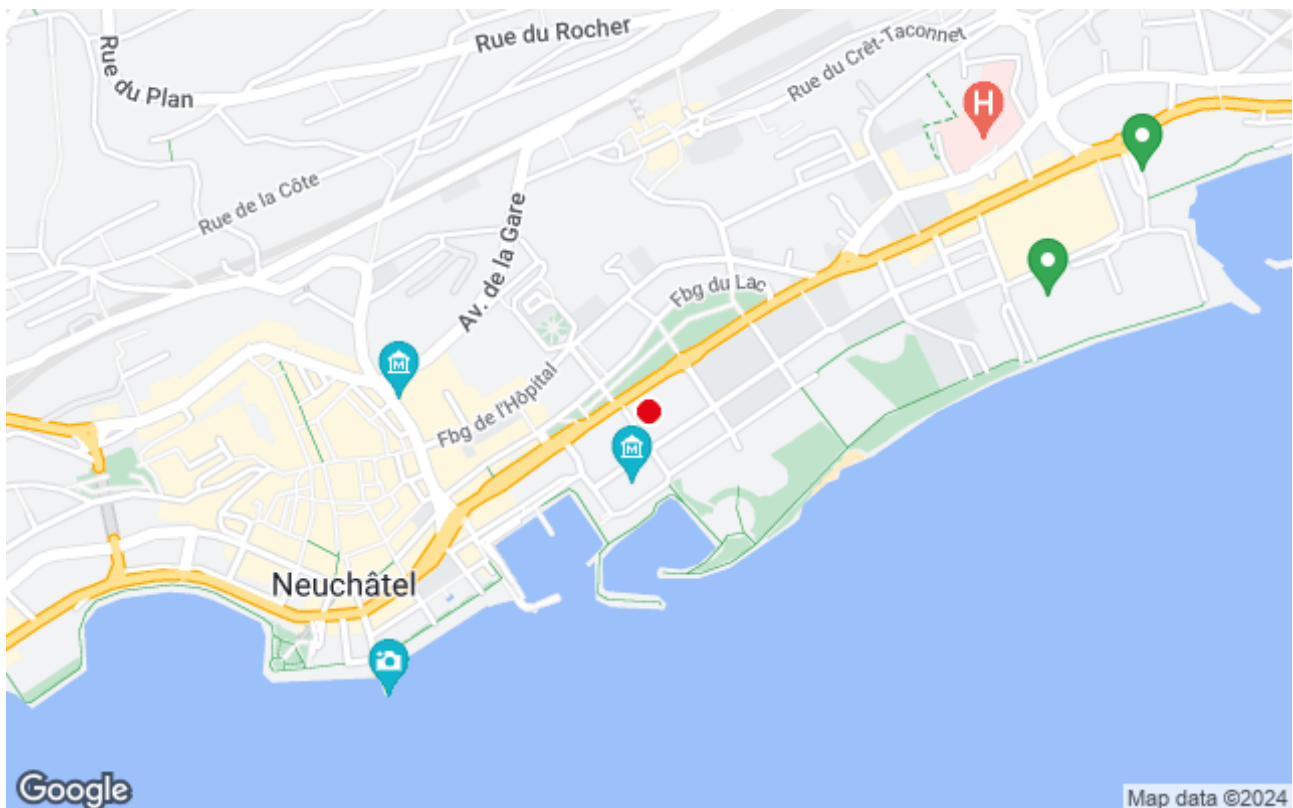 Rue du Plan
Rue du Rocher
Rue du Crêt-Taconnet
H
Rue de la Côte
Av. de la Gare
Fbg du Lac
M
Fbg de l'Hôpital
M
Neuchâtel
Google
Map data ©2024